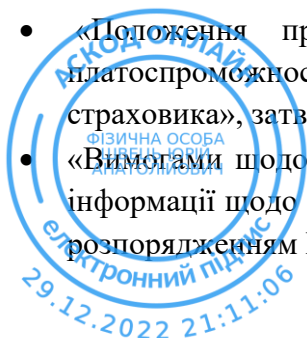 • «Положення пр
платоспроможнос
страховика», затв
• «Вимогами щодо
інформації щодо
розпорядженням
АСКОД ОНЛАЙН
ФІЗИЧНА ОСОБА
ШВЕЦЬ ЮРІЙ
АНАТОЛІЙОВИЧ
електронний підпис
29.12.2022 21:11:06